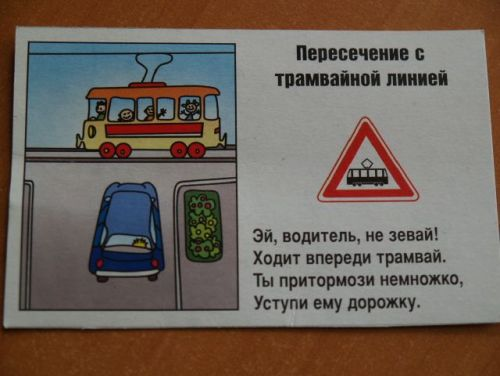 Пересечение с
трамвайной линией
Эй, водитель, не зевай!
Ходит впереди трамвай.
Ты притормози немножко,
Уступи ему дорожку.